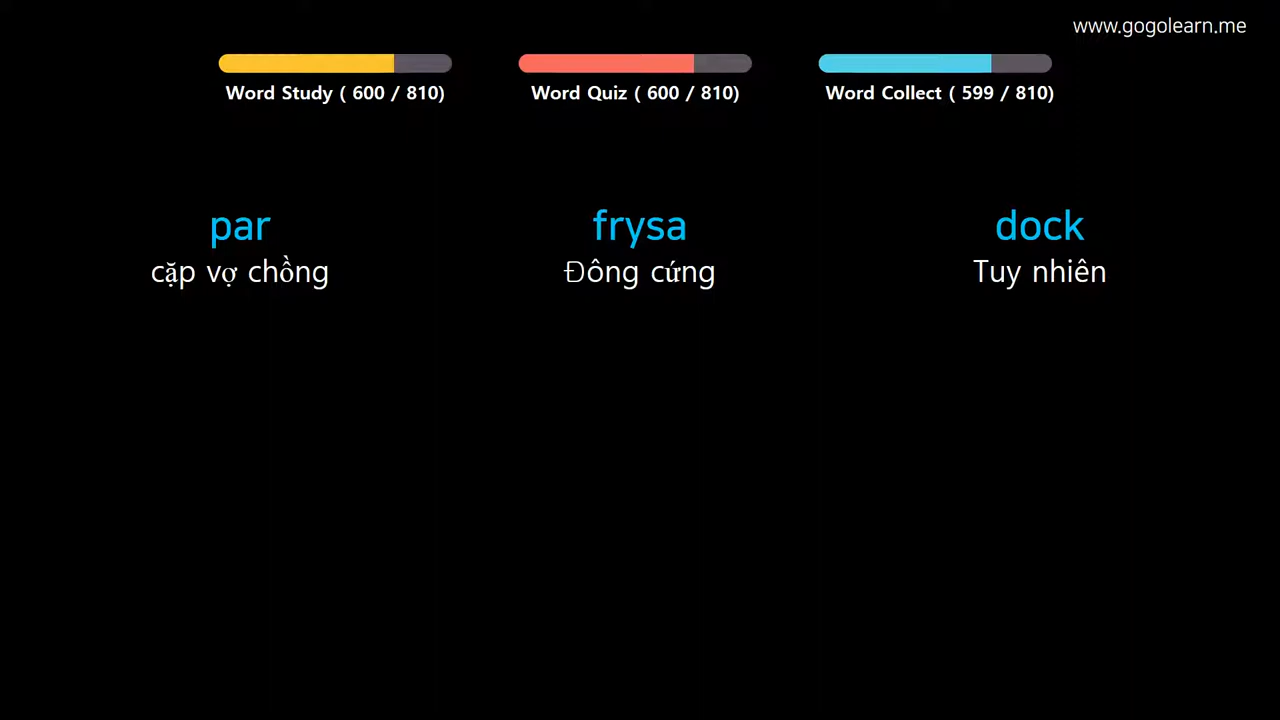 www.gogolearn.me
Word Study ( 600 / 810)
Word Quiz ( 600 / 810)
Word Collect ( 599 / 810)
par
cặp vợ chồng
frysa
Đông cứng
dock
Tuy nhiên